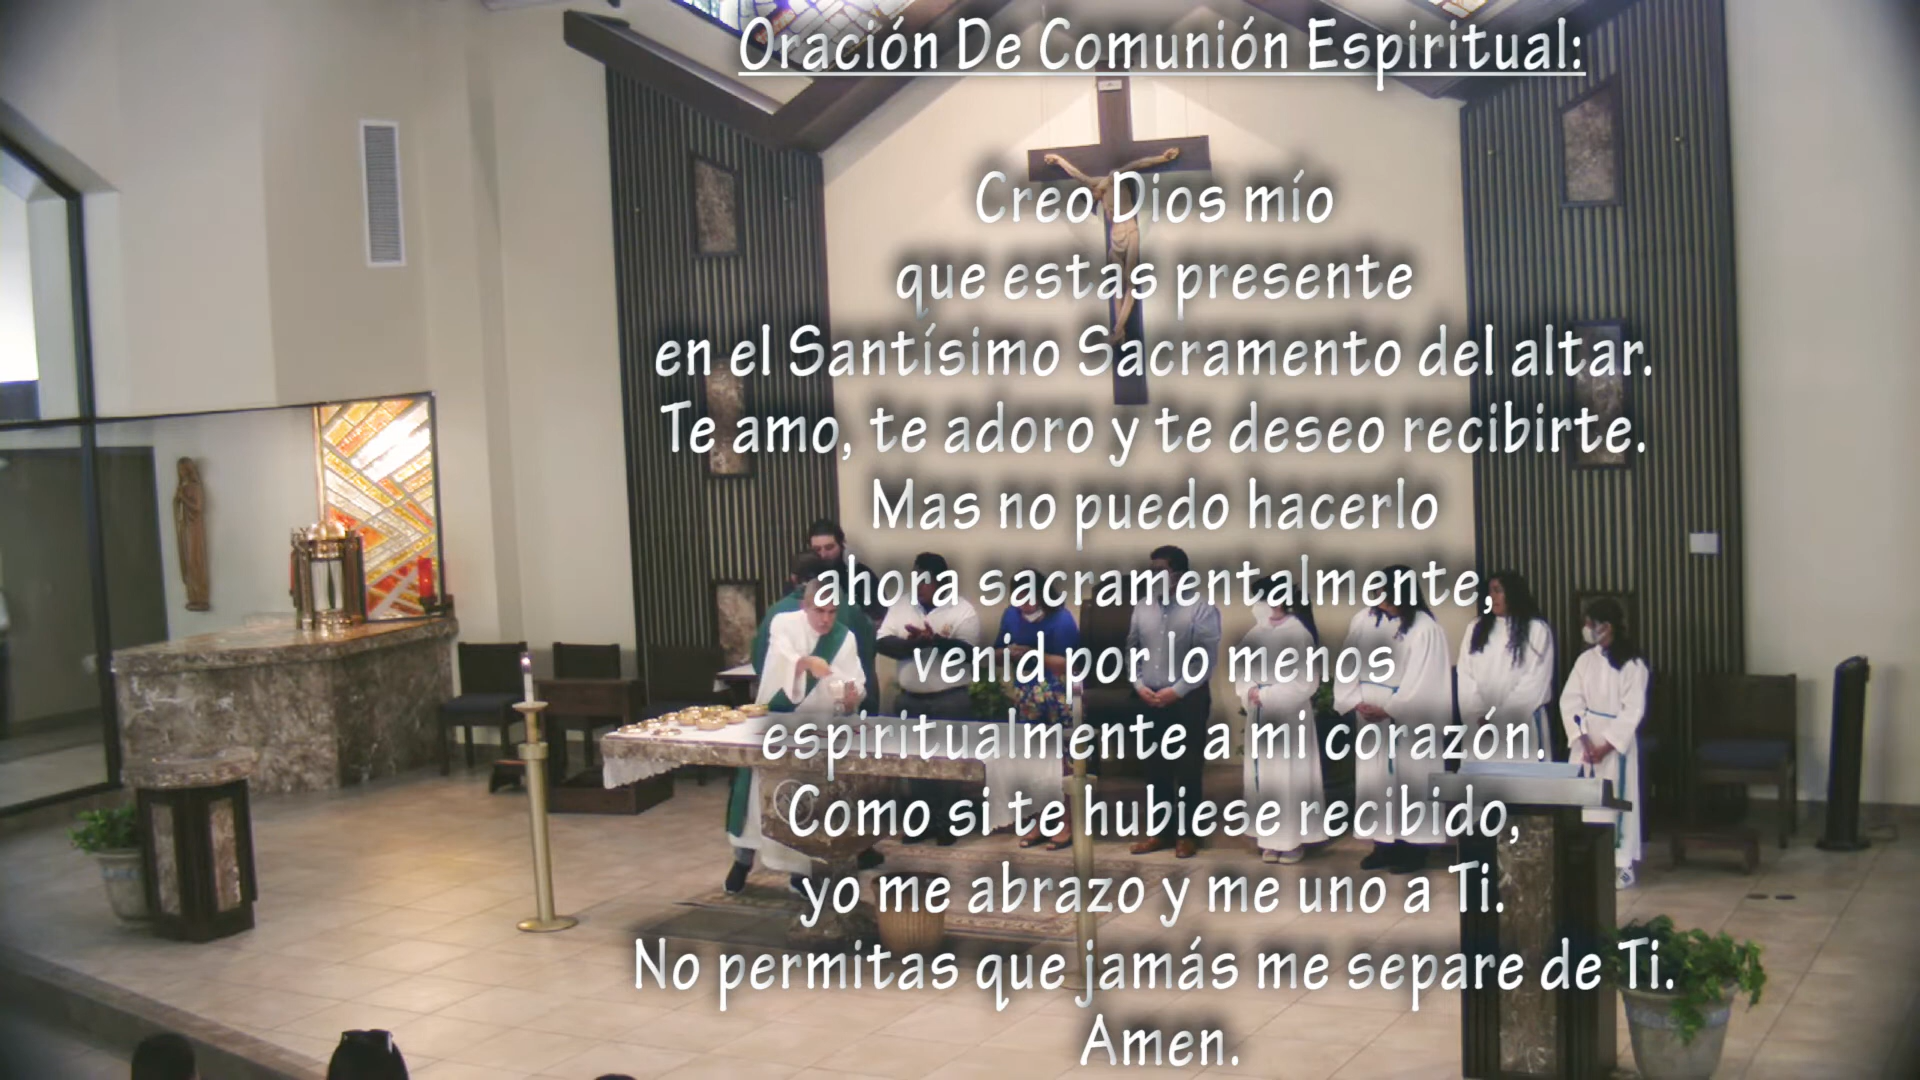 Oración De Comunión Espiritual:
Creo Dios mío
que estas presente
en el Santísimo Sacramento del altar.
Te amo, te adoro y te deseo recibirte.
Mas no puedo hacerlo
ahora sacramentalmente,
venid por lo menos
espiritualmente a mi corazón.
Como si te hubiese recibido,
yo me abrazo y me uno a Ti.
No permitas que jamás me separe de Ti.
Amen.